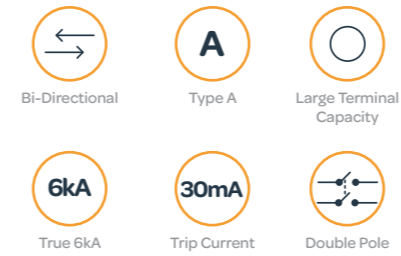 A
Bi-Directional
Type A
Large Terminal
Capacity
6kA
30mA
True 6kA
Trip Current
Double Pole